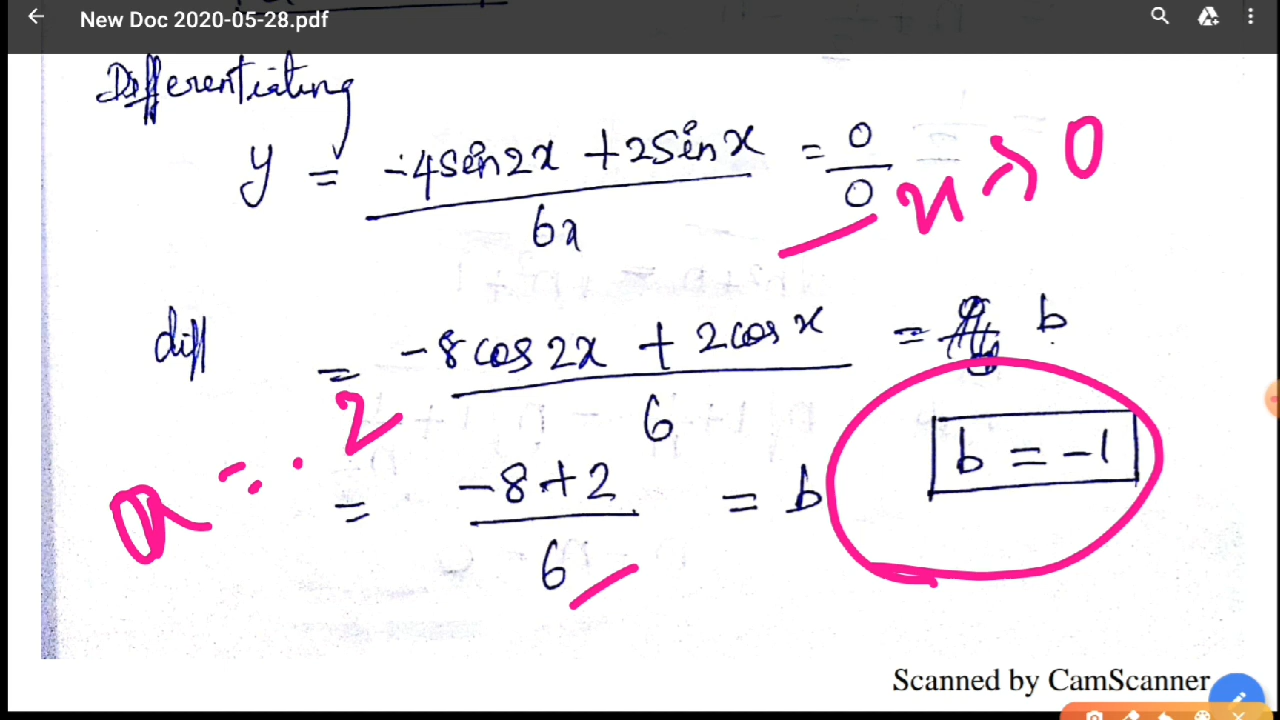 New Doc 2020-05-28.pdf
Differentiating
y = -4sin2x + 2sinx / 6x = 0/0 x → 0
diff = -8cos2x + 2cosx / 6 = b
a = . 2
= -8+2 / 6 = b
b = -1
Scanned by CamScanner